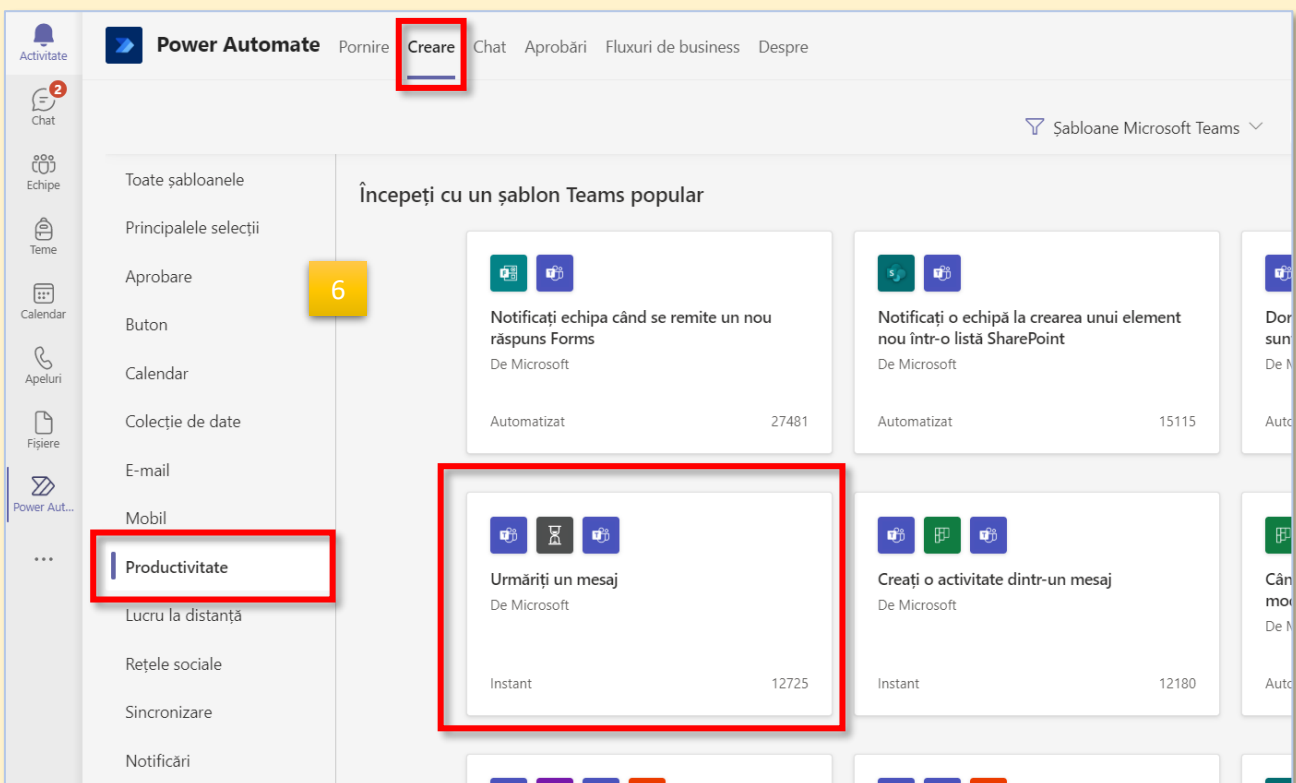 Activitate
2
Chat
Echipe
Teme
Calendar
Apeluri
Fișiere
Power Aut...
Power Automate
Pornire Creare Chat Aprobări Fluxuri de business Despre
Șabloane Microsoft Teams
Toate șabloanele
Principalele selecții
Aprobare
Buton
Calendar
Colecție de date
E-mail
Mobil
Productivitate
Lucru la distanță
Rețele sociale
Sincronizare
Notificări
6
Începeți cu un șablon Teams popular
Notificați echipa când se remite un nou
răspuns Forms
De Microsoft
Automatizat 27481
Notificați o echipă la crearea unui element
nou într-o listă SharePoint
De Microsoft
Automatizat 15115
Urmăriți un mesaj
De Microsoft
Instant 12725
Creați o activitate dintr-un mesaj
De Microsoft
Instant 12180